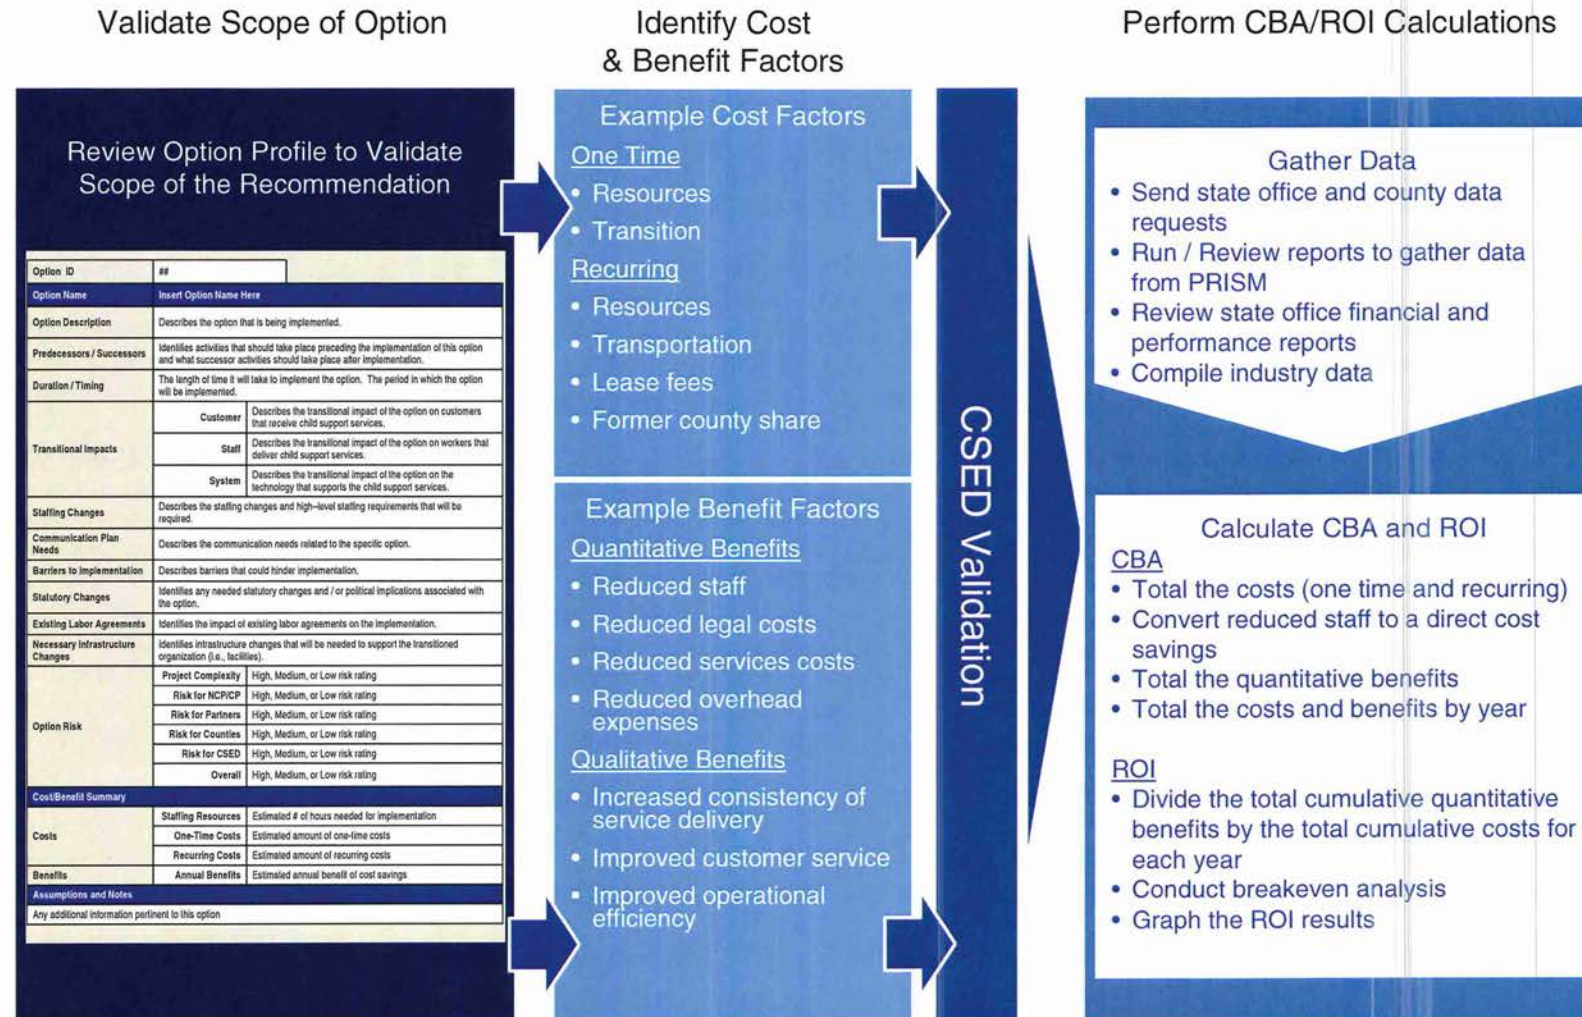 Validate Scope of Option
Identify Cost
& Benefit Factors
Perform CBA/ROI Calculations
Review Option Profile to Validate
Scope of the Recommendation
Option ID
##
Option Name
Insert Option Name Here
Option Description
Describes the option that is being implemented.
Predecessors / Successors
Identifies activities that should take place preceding the implementation of this option
and what successor activities should take place after implementation.
Duration / Timing
The length of time it will take to implement the option. The period in which the option
will be implemented.
Transitional Impacts
Customer
Describes the transitional impact of the option on customers
that receive child support services.
Staff
Describes the transitional impact of the option on workers that
deliver child support services.
System
Describes the transitional impact of the option on the
technology that supports the child support services.
Staffing Changes
Describes the staffing changes and high–level staffing requirements that will be
required.
Communication Plan
Needs
Describes the communication needs related to the specific option.
Barriers to Implementation
Describes barriers that could hinder implementation.
Statutory Changes
Identifies any needed statutory changes and / or political implications associated with
the option.
Existing Labor Agreements
Identifies the impact of existing labor agreements on the implementation.
Necessary Infrastructure
Changes
Identifies infrastructure changes that will be needed to support the transitioned
organization (i.e., facilities).
Option Risk
Project Complexity
High, Medium, or Low risk rating
Risk for NCP/CP
High, Medium, or Low risk rating
Risk for Partners
High, Medium, or Low risk rating
Risk for Counties
High, Medium, or Low risk rating
Risk for CSED
High, Medium, or Low risk rating
Overall
High, Medium, or Low risk rating
Cost/Benefit Summary
Costs
Staffing Resources
Estimated # of hours needed for implementation
One-Time Costs
Estimated amount of one-time costs
Recurring Costs
Estimated amount of recurring costs
Benefits
Annual Benefits
Estimated annual benefit of cost savings
Assumptions and Notes
Any additional information pertinent to this option
Example Cost Factors
One Time
• Resources
• Transition
Recurring
• Resources
• Transportation
• Lease fees
• Former county share
Example Benefit Factors
Quantitative Benefits
• Reduced staff
• Reduced legal costs
• Reduced services costs
• Reduced overhead
expenses
Qualitative Benefits
• Increased consistency of
service delivery
• Improved customer service
• Improved operational
efficiency
CSED Validation
Gather Data
• Send state office and county data
requests
• Run / Review reports to gather data
from PRISM
• Review state office financial and
performance reports
• Compile industry data
Calculate CBA and ROI
CBA
• Total the costs (one time and recurring)
• Convert reduced staff to a direct cost
savings
• Total the quantitative benefits
• Total the costs and benefits by year
ROI
• Divide the total cumulative quantitative
benefits by the total cumulative costs for
each year
• Conduct breakeven analysis
• Graph the ROI results